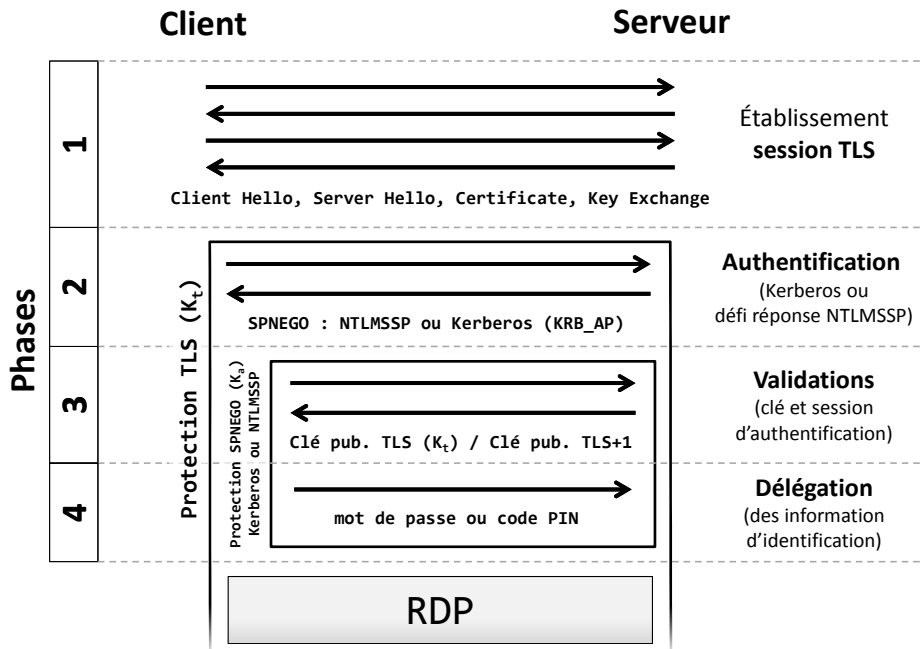 Client
Serveur
Phases
1
Établissement
session TLS
Client Hello, Server Hello, Certificate, Key Exchange
2
Protection TLS (Kt)
Authentification
(Kerberos ou
défi réponse NTLMSSP)
SPNEGO : NTLMSSP ou Kerberos (KRB_AP)
3
Protection SPNEGO (Ka)
Kerberos ou NTLMSSP
Validations
(clé et session
d'authentification)
Clé pub. TLS (Kt) / Clé pub. TLS+1
4
Délégation
(des information
d'identification)
mot de passe ou code PIN
RDP